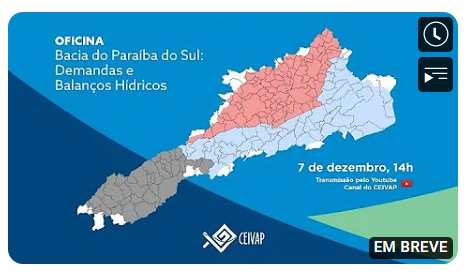 OFICINA
Bacia do Paraíba do Sul:
Demandas e
Balanços Hídricos
7 de dezembro, 14h
Transmissão pelo Youtube
Canal do CEIVAP
CEIVAP
EM BREVE